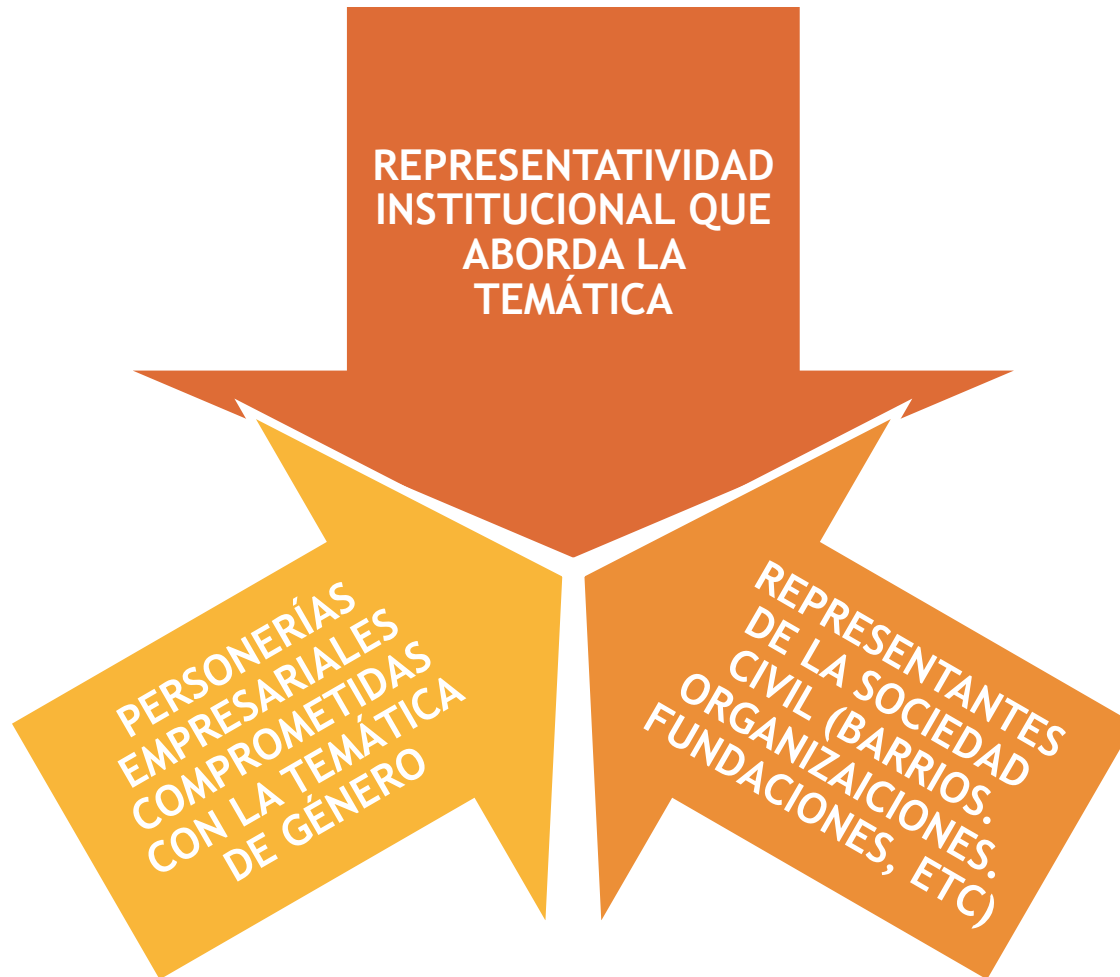 REPRESENTATIVIDAD
INSTITUCIONAL QUE
ABORDA LA
TEMÁTICA
PERSONERÍAS
EMPRESARIALES
COMPROMETIDAS
CON LA TEMÁTICA
DE GÉNERO
REPRESENTANTES
DE LA SOCIEDAD
CIVIL (BARRIOS.
ORGANIZAICIONES.
FUNDACIONES, ETC)